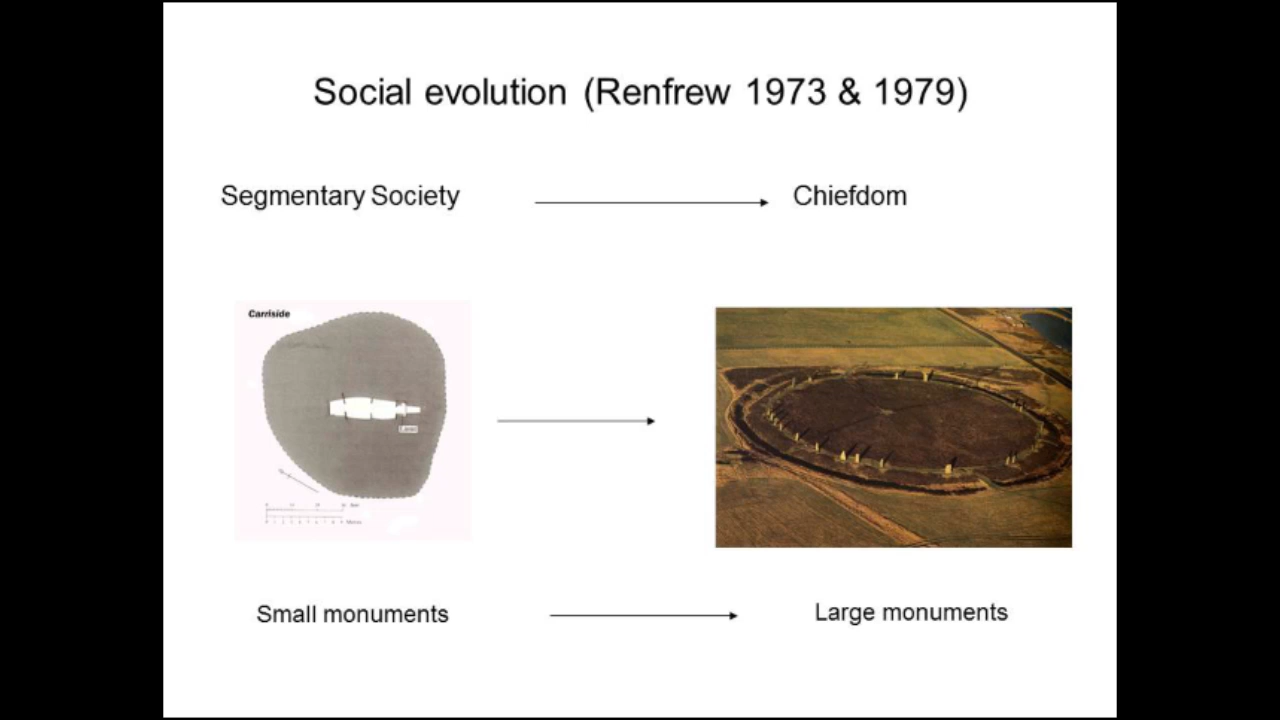 Social evolution (Renfrew 1973 & 1979)
Segmentary Society
Chiefdom
Carriside
Small monuments
Large monuments